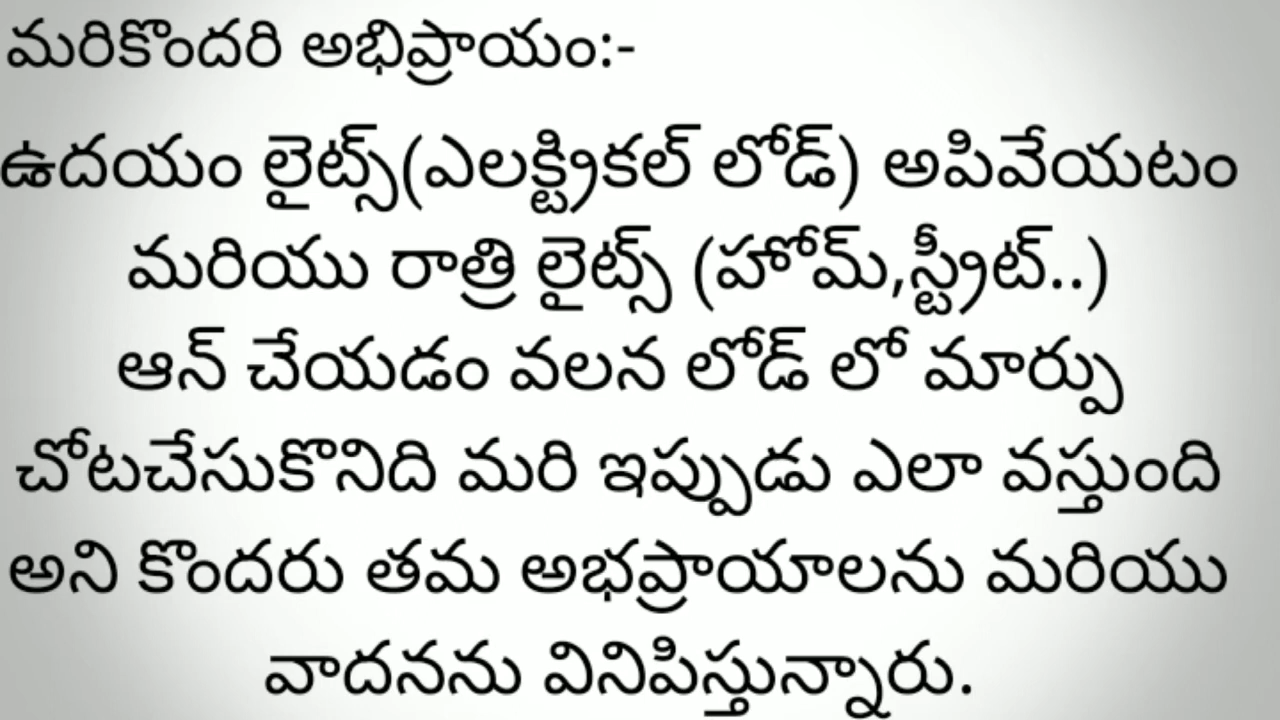 మరికొందరి అభిప్రాయం:-
ఉదయం లైట్స్(ఎలక్ట్రికల్ లోడ్) అపివేయటం
మరియు రాత్రి లైట్స్ (హోమ్,స్ట్రీట్..)
ఆన్ చేయడం వలన లోడ్ లో మార్పు
చోటచేసుకొనిది మరి ఇప్పుడు ఎలా వస్తుంది
అని కొందరు తమ అభప్రాయాలను మరియు
వాదనను వినిపిస్తున్నారు.